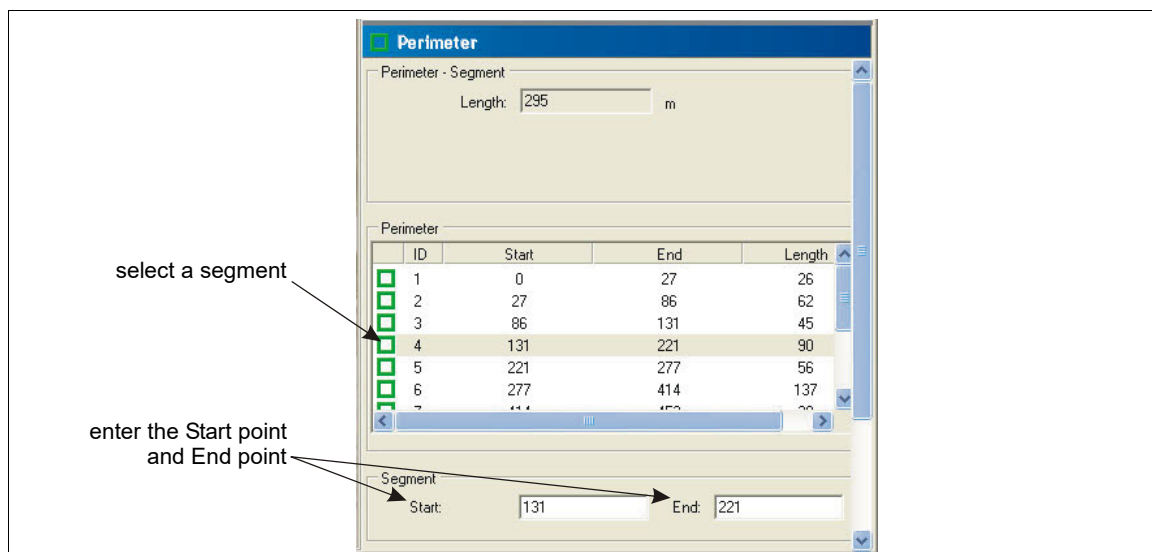 Perimeter
Perimeter - Segment
Length: 295 m
Perimeter
ID Start End Length
select a segment
1 0 27 26
2 27 86 62
3 86 131 45
4 131 221 90
5 221 277 56
6 277 414 137
enter the Start point
and End point
Segment
Start: 131 End: 221